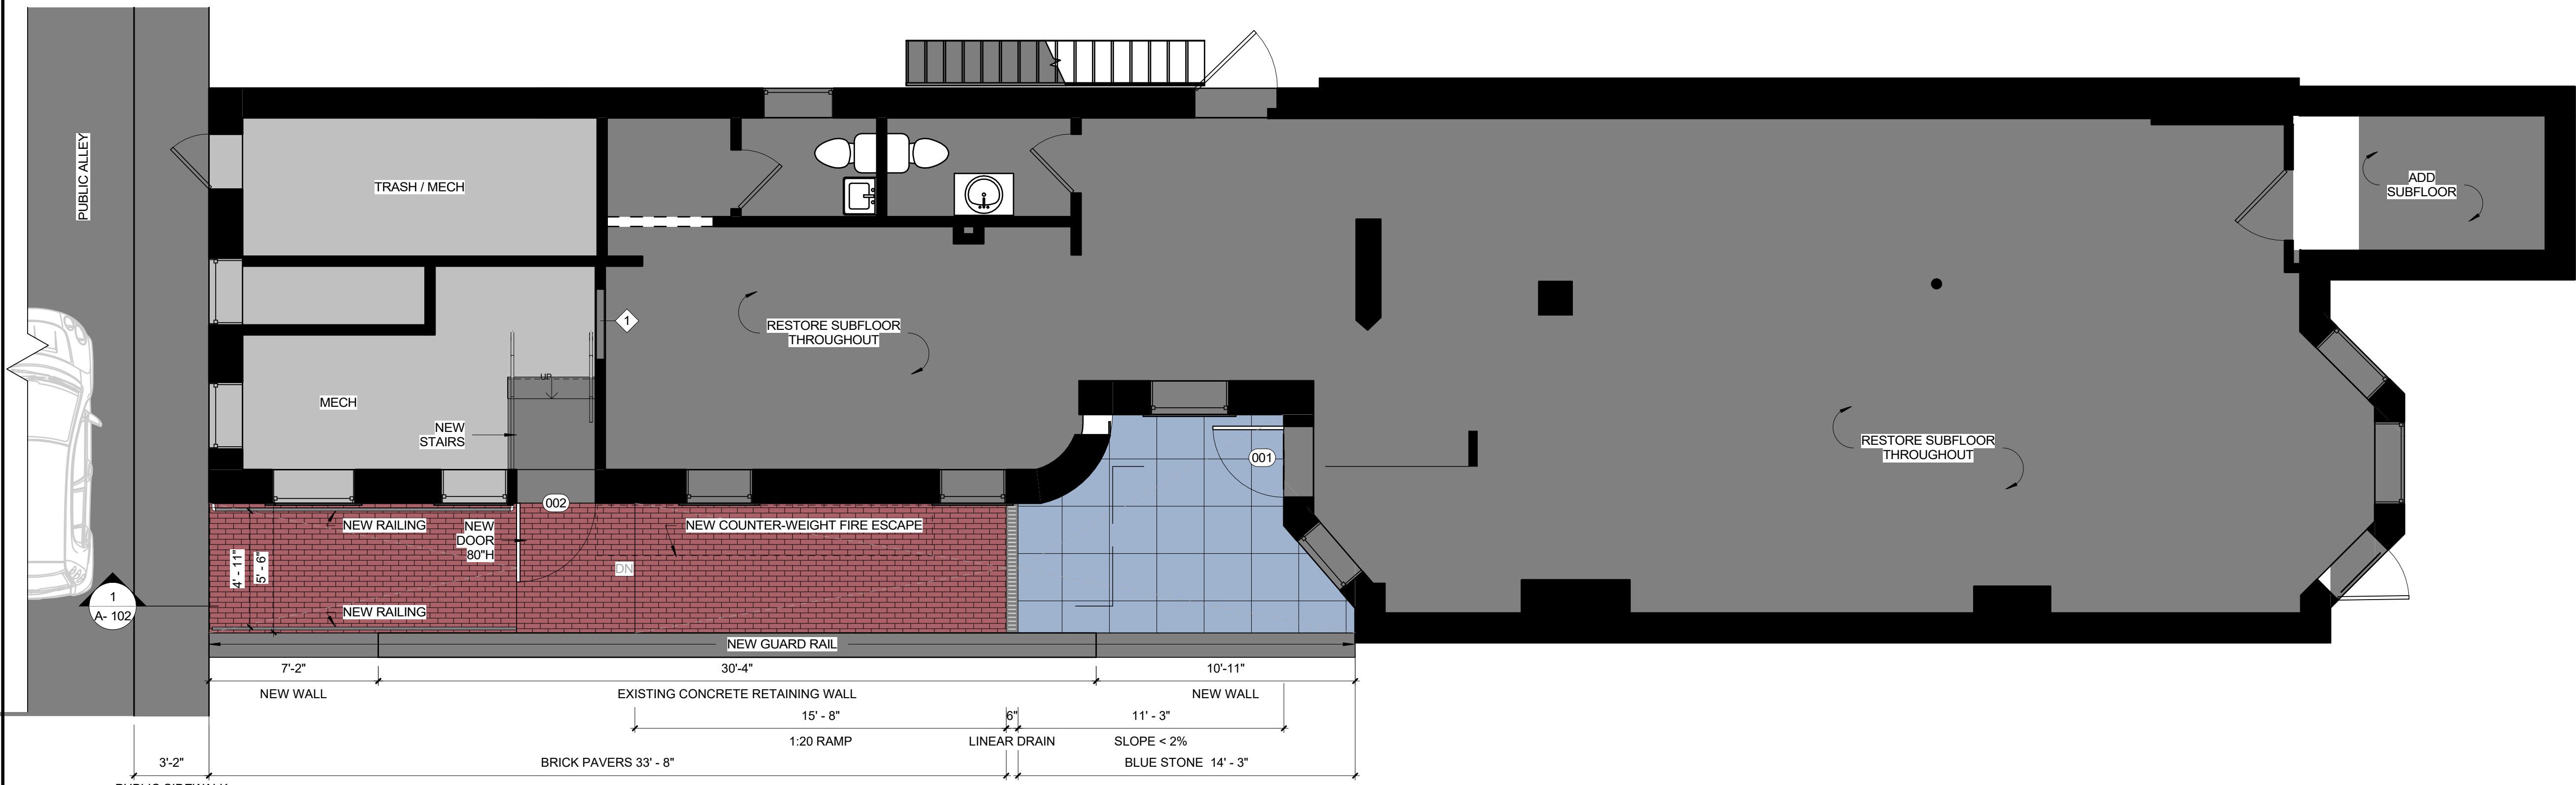 PUBLIC ALLEY
TRASH / MECH
ADD
SUBFLOOR
1
RESTORE SUBFLOOR
THROUGHOUT
UP
MECH
NEW
STAIRS
RESTORE SUBFLOOR
THROUGHOUT
001
002
NEW RAILING
NEW
DOOR
80"H
NEW COUNTER-WEIGHT FIRE ESCAPE
4' - 11"
5' - 6"
DN
1
A- 102
NEW RAILING
NEW GUARD RAIL
7'-2"
30'-4"
10'-11"
NEW WALL
EXISTING CONCRETE RETAINING WALL
NEW WALL
15' - 8"
6"
11' - 3"
1:20 RAMP
LINEAR DRAIN
SLOPE < 2%
3'-2"
BRICK PAVERS 33' - 8"
BLUE STONE 14' - 3"